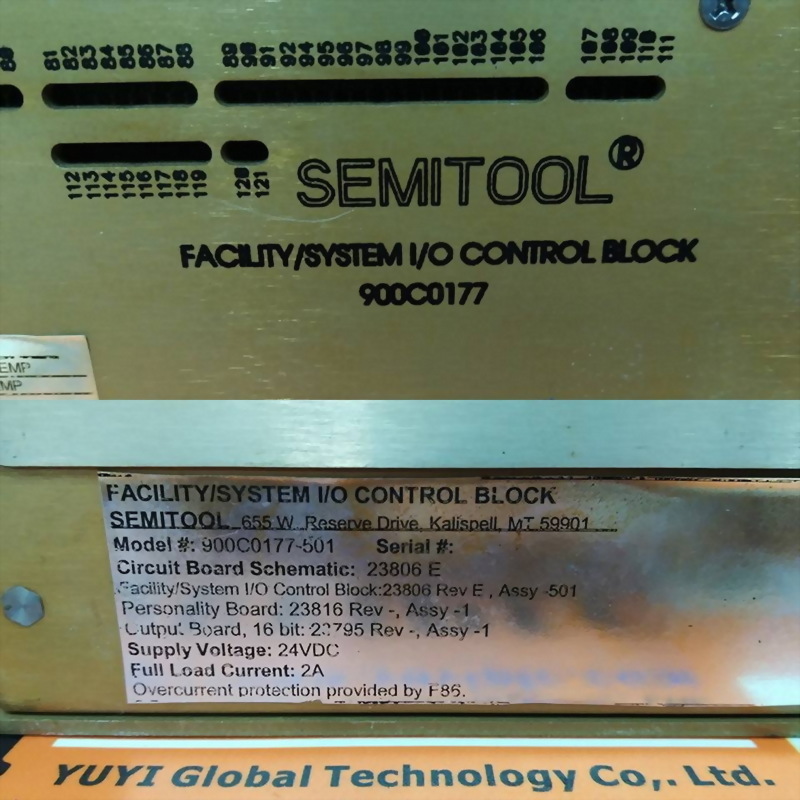 81 82 83 84 85 86 87 88 89 90 91 92 94 95 96 97 98 99 100 101 102 103 104 105 106 107 108 109 110 111
112 113 114 115 116 117 118 119 120 121
SEMITOOL®
FACILITY/SYSTEM I/O CONTROL BLOCK
900C0177
EMP
MP
FACILITY/SYSTEM I/O CONTROL BLOCK
SEMITOOL 655 W. Reserve Drive, Kalispell, MT 59901
Model #: 900C0177-501 Serial #:
Circuit Board Schematic: 23806 E
Facility/System I/O Control Block:23806 Rev E , Assy -501
Personality Board: 23816 Rev -, Assy -1
Output Board, 16 bit: 23795 Rev -, Assy -1
Supply Voltage: 24VDC
Full Load Current: 2A
Overcurrent protection provided by F86.
YUYI Global Technology Co,. Ltd.